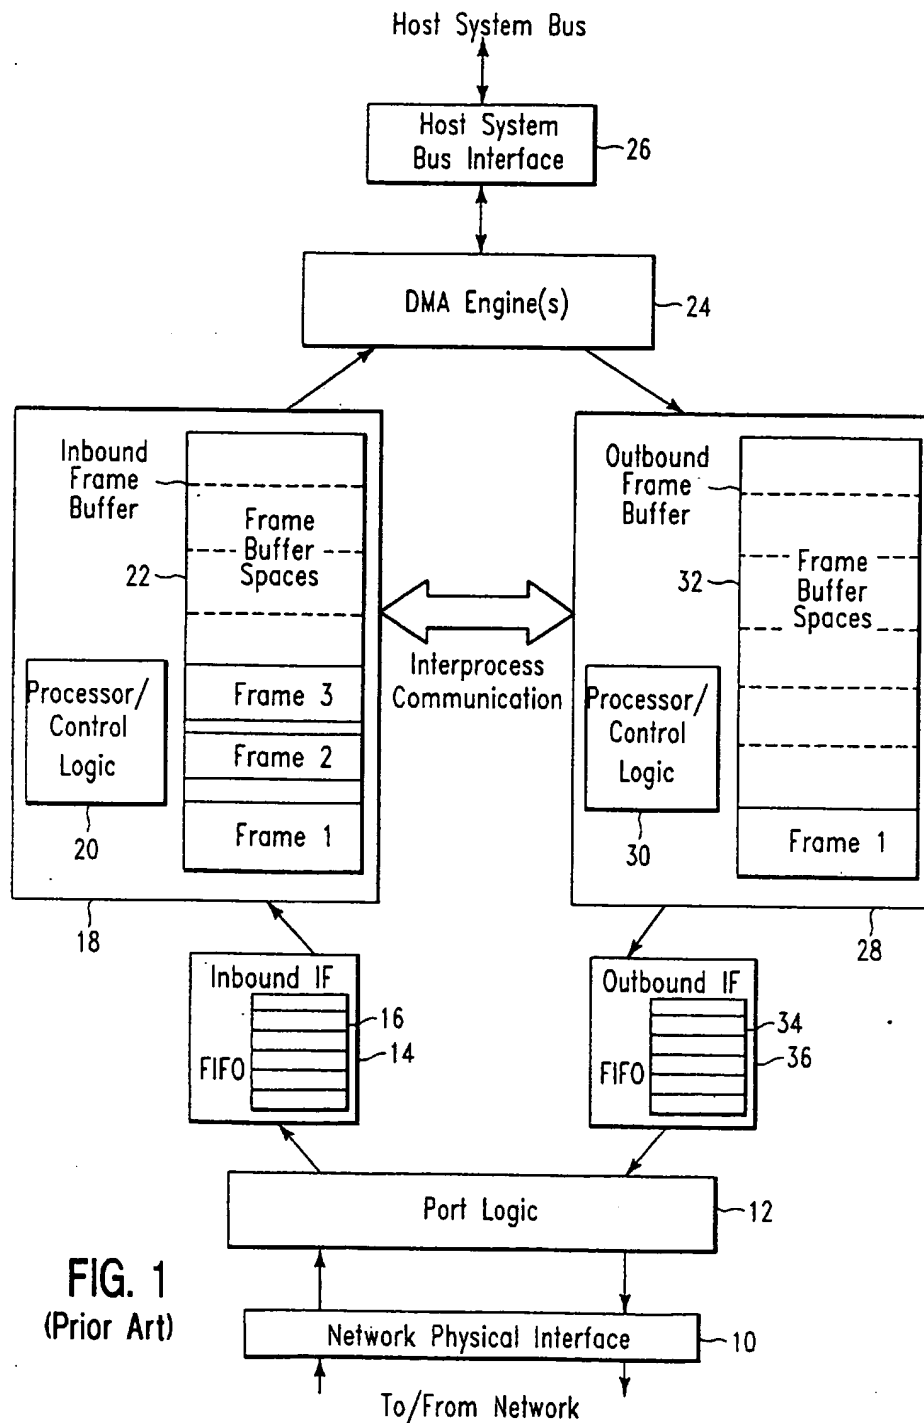 Host System Bus
Host System
Bus Interface
26
DMA Engine(s)
24
Inbound
Frame
Buffer
Frame
Buffer
Spaces
22
Processor/
Control
Logic
20
Frame 3
Frame 2
Frame 1
18
Interprocess
Communication
Outbound
Frame
Buffer
Frame
Buffer
Spaces
32
Processor/
Control
Logic
30
Frame 1
28
Inbound IF
16
14
FIFO
Outbound IF
34
36
FIFO
Port Logic
12
FIG. 1
(Prior Art)
Network Physical Interface
10
To/From Network